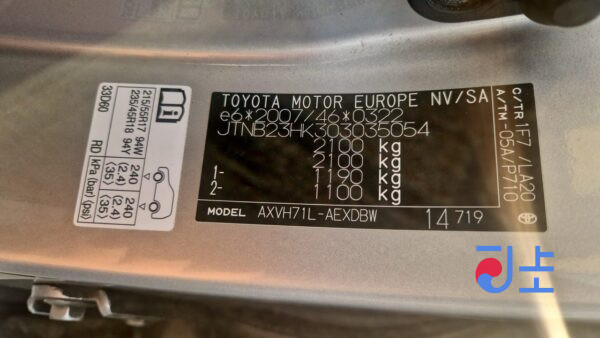 33D60
215/55R17 94W
235/45R18 94Y
240
(2.4)
⟨35⟩
240
(2.4)
⟨35⟩
RD kPa (bar) ⟨psi⟩
TOYOTA MOTOR EUROPE NV/SA
e6*2007/46*0322
JTNB23HK303035054
2100 kg
2100 kg
1- 1190 kg
2- 1100 kg
MODEL AXVH71L-AEXDBW 14 719
C/TR 1F7 /LA20
A/TM -05A/P710